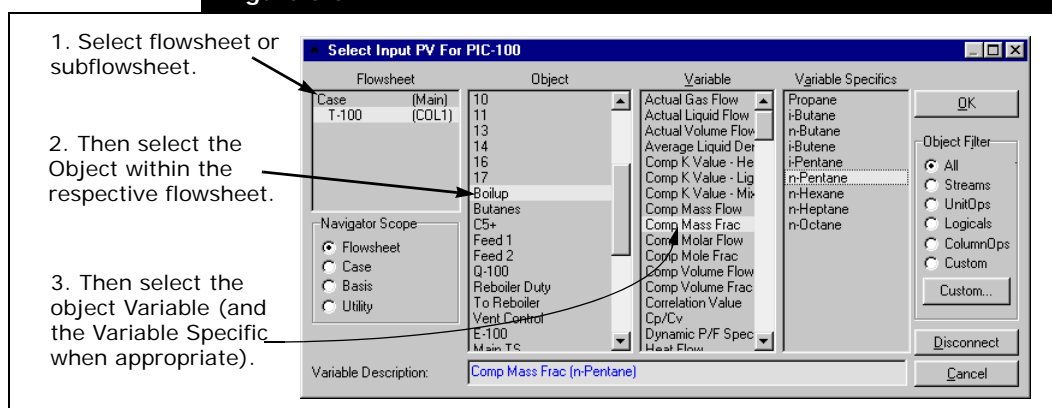 1. Select flowsheet or
subflowsheet.
2. Then select the
Object within the
respective flowsheet.
3. Then select the
object Variable (and
the Variable Specific
when appropriate).
Select Input PV For PIC-100
Flowsheet
Case (Main)
T-100 (COL1)
Navigator Scope
Flowsheet
Case
Basis
Utility
Object
10
11
13
14
16
17
Boilup
Butanes
C5+
Feed 1
Feed 2
Q-100
Reboiler Duty
To Reboiler
Vent Control
E-100
Main TS
Variable
Actual Gas Flow
Actual Liquid Flow
Actual Volume Flow
Average Liquid Der
Comp K Value - He
Comp K Value - Lig
Comp K Value - Mix
Comp Mass Flow
Comp Mass Frac
Comp Molar Flow
Comp Mole Frac
Comp Volume Flow
Comp Volume Frac
Correlation Value
Cp/Cv
Dynamic P/F Spec
Heat Flow
Variable Specifics
Propane
i-Butane
n-Butane
i-Butene
i-Pentane
n-Pentane
n-Hexane
n-Heptane
n-Octane
OK
Object Filter
All
Streams
UnitOps
Logicals
ColumnOps
Custom
Custom...
Disconnect
Cancel
Variable Description: Comp Mass Frac (n-Pentane)